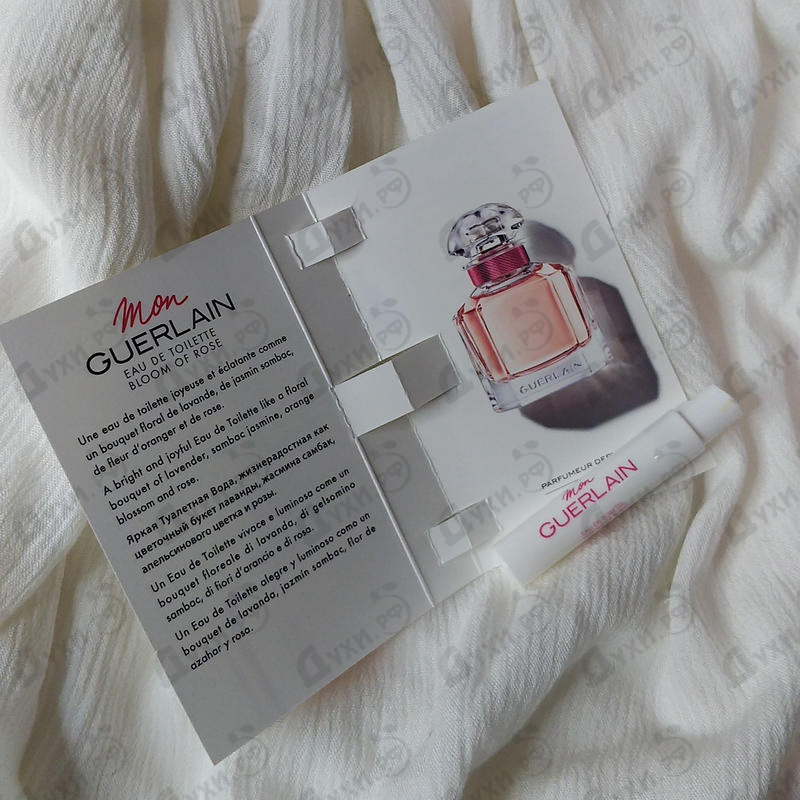 Mon
GUERLAIN
EAU DE TOILETTE
BLOOM OF ROSE
Une eau de toilette joyeuse et éclatante comme
un bouquet floral de lavande, de jasmin sambac,
de fleur d'oranger et de rose.
A bright and joyful Eau de Toilette like a floral
bouquet of lavender, sambac jasmine, orange
blossom and rose.
Яркая Туалетная Вода, жизнерадостная как
цветочный букет лаванды, жасмина самбак,
апельсинового цветка и розы.
Un Eau de Toilette vivace e luminosa come un
bouquet floreale di lavanda, di gelsomino
sambac, di fiori d'arancio e di rosa.
Un Eau de Toilette alegre y luminosa como un
bouquet de lavanda, jazmín sambac, flor de
azahar y rosa.
GUERLAIN
PARFUMEUR
Mon
GUERLAIN
Духи.РФ